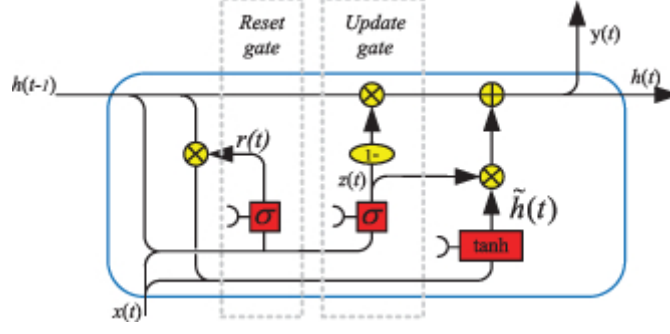 Reset
gate
Update
gate
y(t)
h(t-1)
h(t)
r(t)
1-
z(t)
σ
σ
h̃(t)
tanh
x(t)